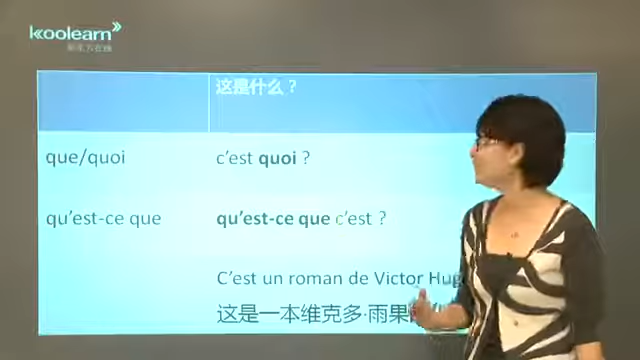 koolearn
新东方在线
这是什么？
que/quoi
c'est quoi ?
qu'est-ce que
qu'est-ce que c'est ?
C'est un roman de Victor Hug
这是一本维克多·雨果